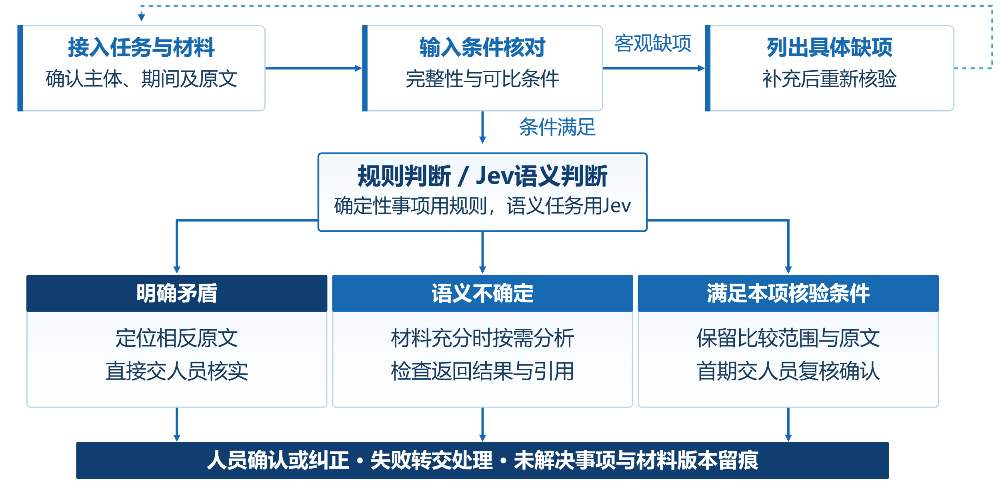 接入任务与材料
确认主体、期间及原文
输入条件核对
完整性与可比条件
否则缺项
列出具体缺项
补充后重新核验
条件满足
规则判断 / Jev语义判断
确定性事项用规则，语义任务用Jev
明确矛盾
定位相反原文
直接交人员核实
语义不确定
材料充分时按需分析
检查返回结果与引用
满足本项核验条件
保留比较范围与原文
首期交人员复核确认
人员确认或纠正 · 失败转交处理 · 未解决事项与材料版本留痕